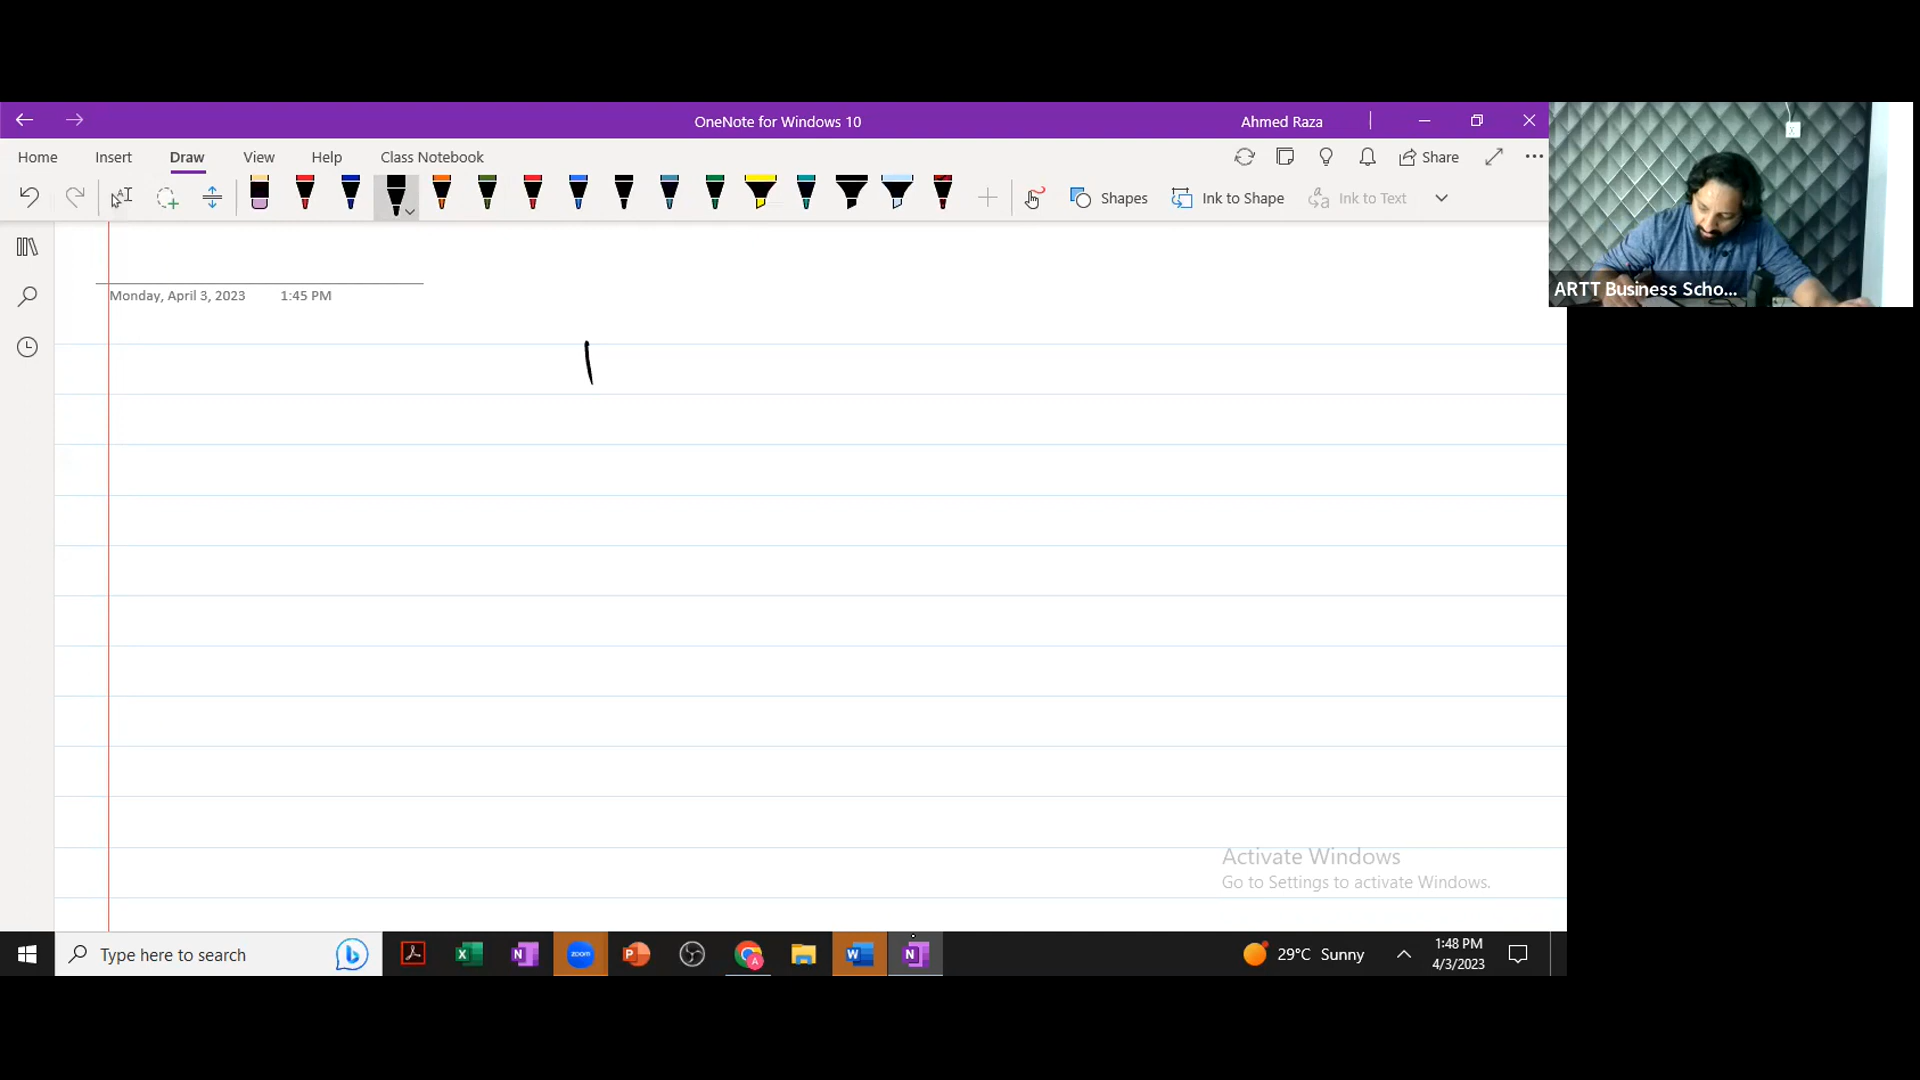 OneNote for Windows 10
Ahmed Raza
Home Insert Draw View Help Class Notebook
Share
Shapes Ink to Shape Ink to Text
ARTT Business Scho...
Monday, April 3, 2023 1:45 PM
Activate Windows
Go to Settings to activate Windows.
Type here to search
zoom
29°C Sunny
1:48 PM
4/3/2023